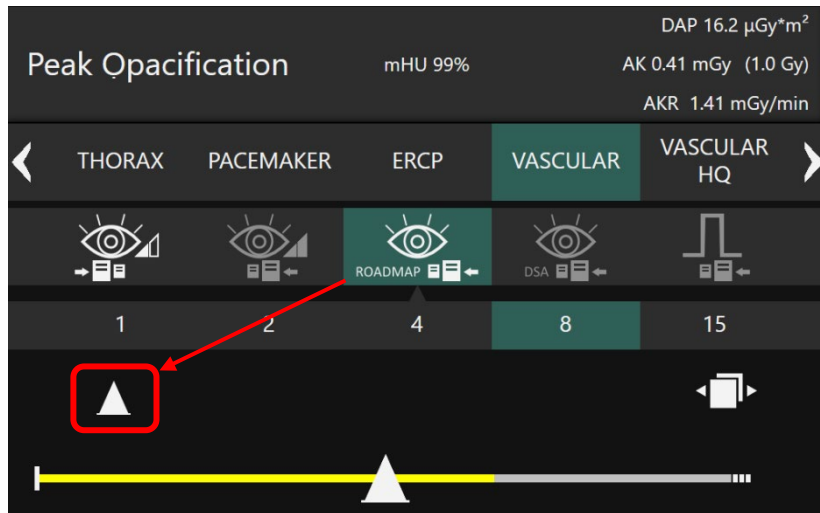 DAP 16.2 µGy*m²
Peak Opacification
mHU 99%
AK 0.41 mGy (1.0 Gy)
AKR 1.41 mGy/min
THORAX
PACEMAKER
ERCP
VASCULAR
VASCULAR
HQ
ROADMAP
DSA
1
2
4
8
15